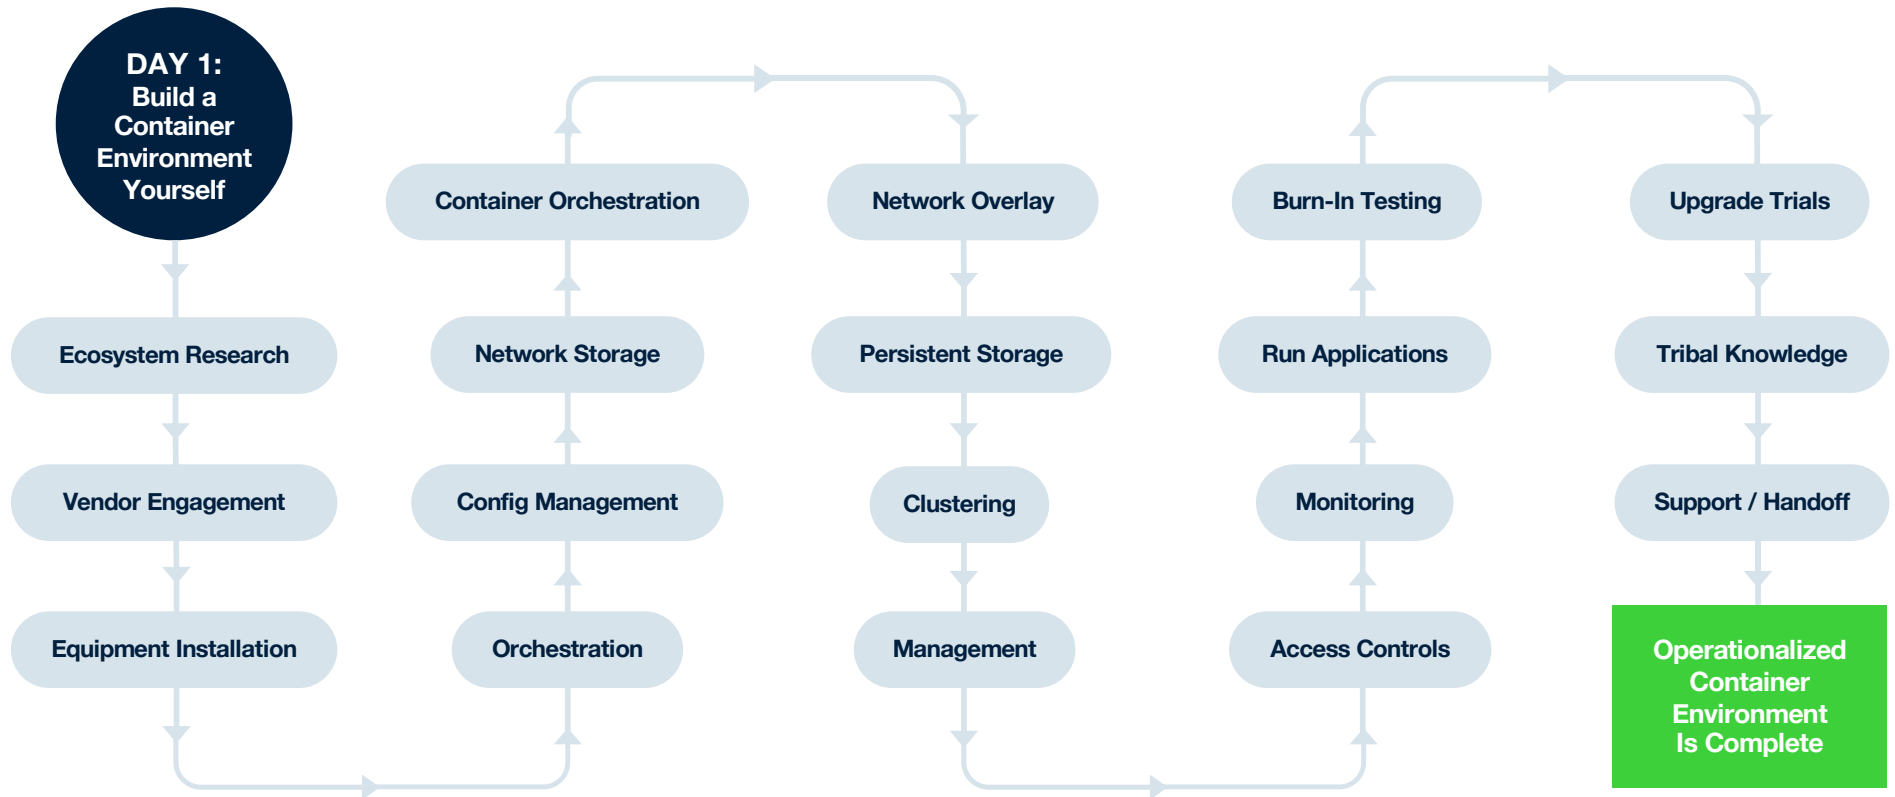 DAY 1:
Build a
Container
Environment
Yourself
Ecosystem Research
Vendor Engagement
Equipment Installation
Orchestration
Config Management
Network Storage
Container Orchestration
Network Overlay
Persistent Storage
Clustering
Management
Access Controls
Monitoring
Run Applications
Burn-In Testing
Upgrade Trials
Tribal Knowledge
Support / Handoff
Operationalized
Container
Environment
Is Complete